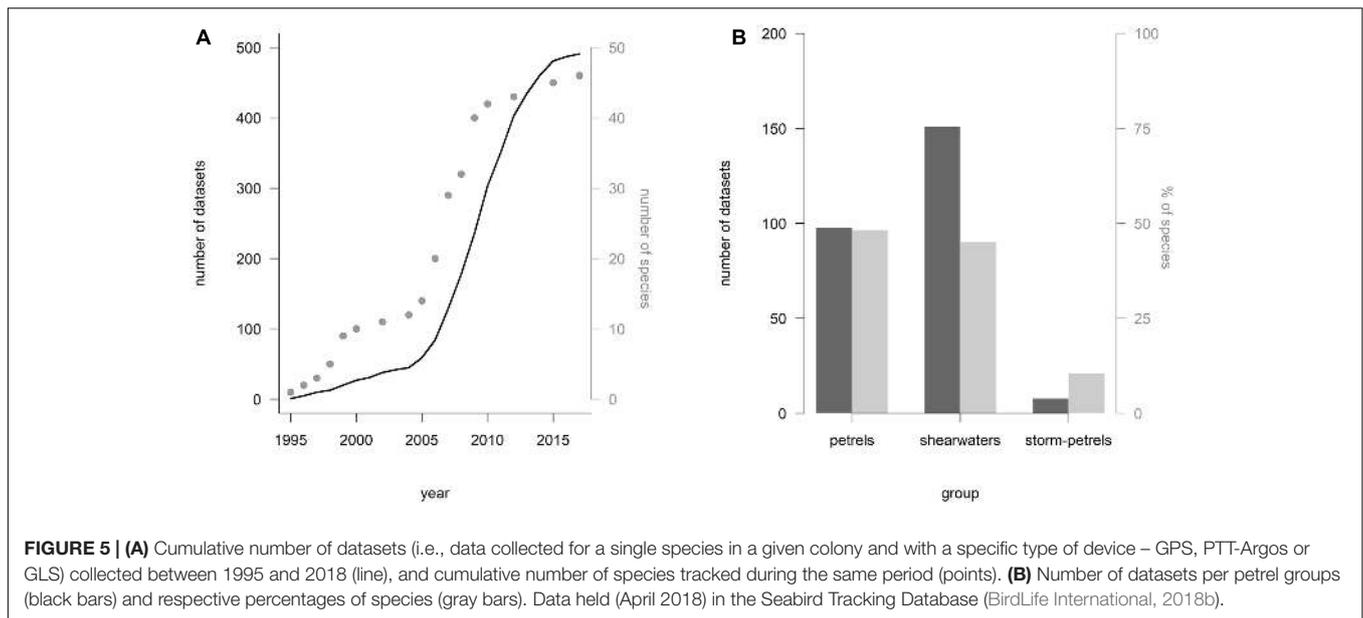 A
500
400
300
200
100
0
number of datasets
50
40
30
20
10
0
number of species
1995 2000 2005 2010 2015
year
B
200
150
100
50
0
number of datasets
100
75
50
25
0
% of species
petrels shearwaters storm-petrels
group
FIGURE 5 | (A) Cumulative number of datasets (i.e., data collected for a single species in a given colony and with a specific type of device – GPS, PTT-Argos or
GLS) collected between 1995 and 2018 (line), and cumulative number of species tracked during the same period (points). (B) Number of datasets per petrel groups
(black bars) and respective percentages of species (gray bars). Data held (April 2018) in the Seabird Tracking Database (BirdLife International, 2018b).